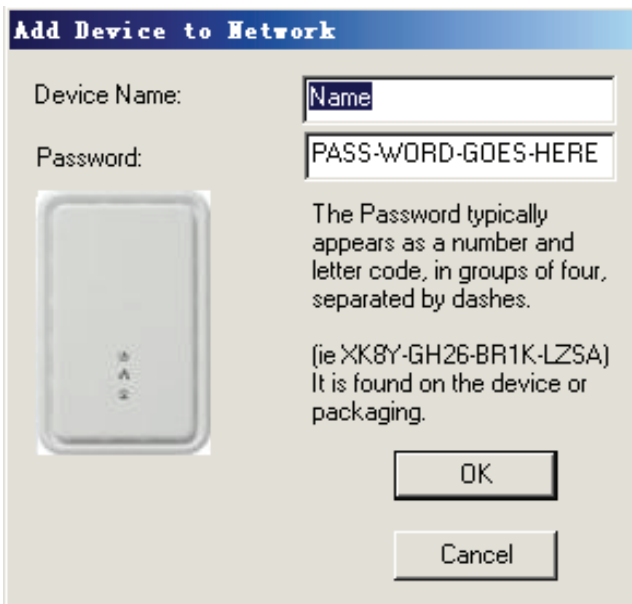 Add Device to Network
Device Name:
Name
Password:
PASS-WORD-GOES-HERE
The Password typically
appears as a number and
letter code, in groups of four,
separated by dashes.
(ie XK8Y-GH26-BR1K-LZSA)
It is found on the device or
packaging.
OK
Cancel